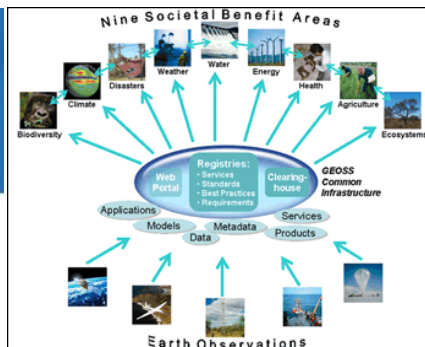 Nine Societal Benefit Areas
Water
Weather
Energy
Disasters
Health
Climate
Agriculture
Biodiversity
Ecosystems
Registries:
• Services
• Standards
• Best Practices
• Requirements
Web
Portal
Clearing-
house
GEOSS
Common
Infrastructure
Applications
Services
Models
Metadata
Products
Data
Earth Observations